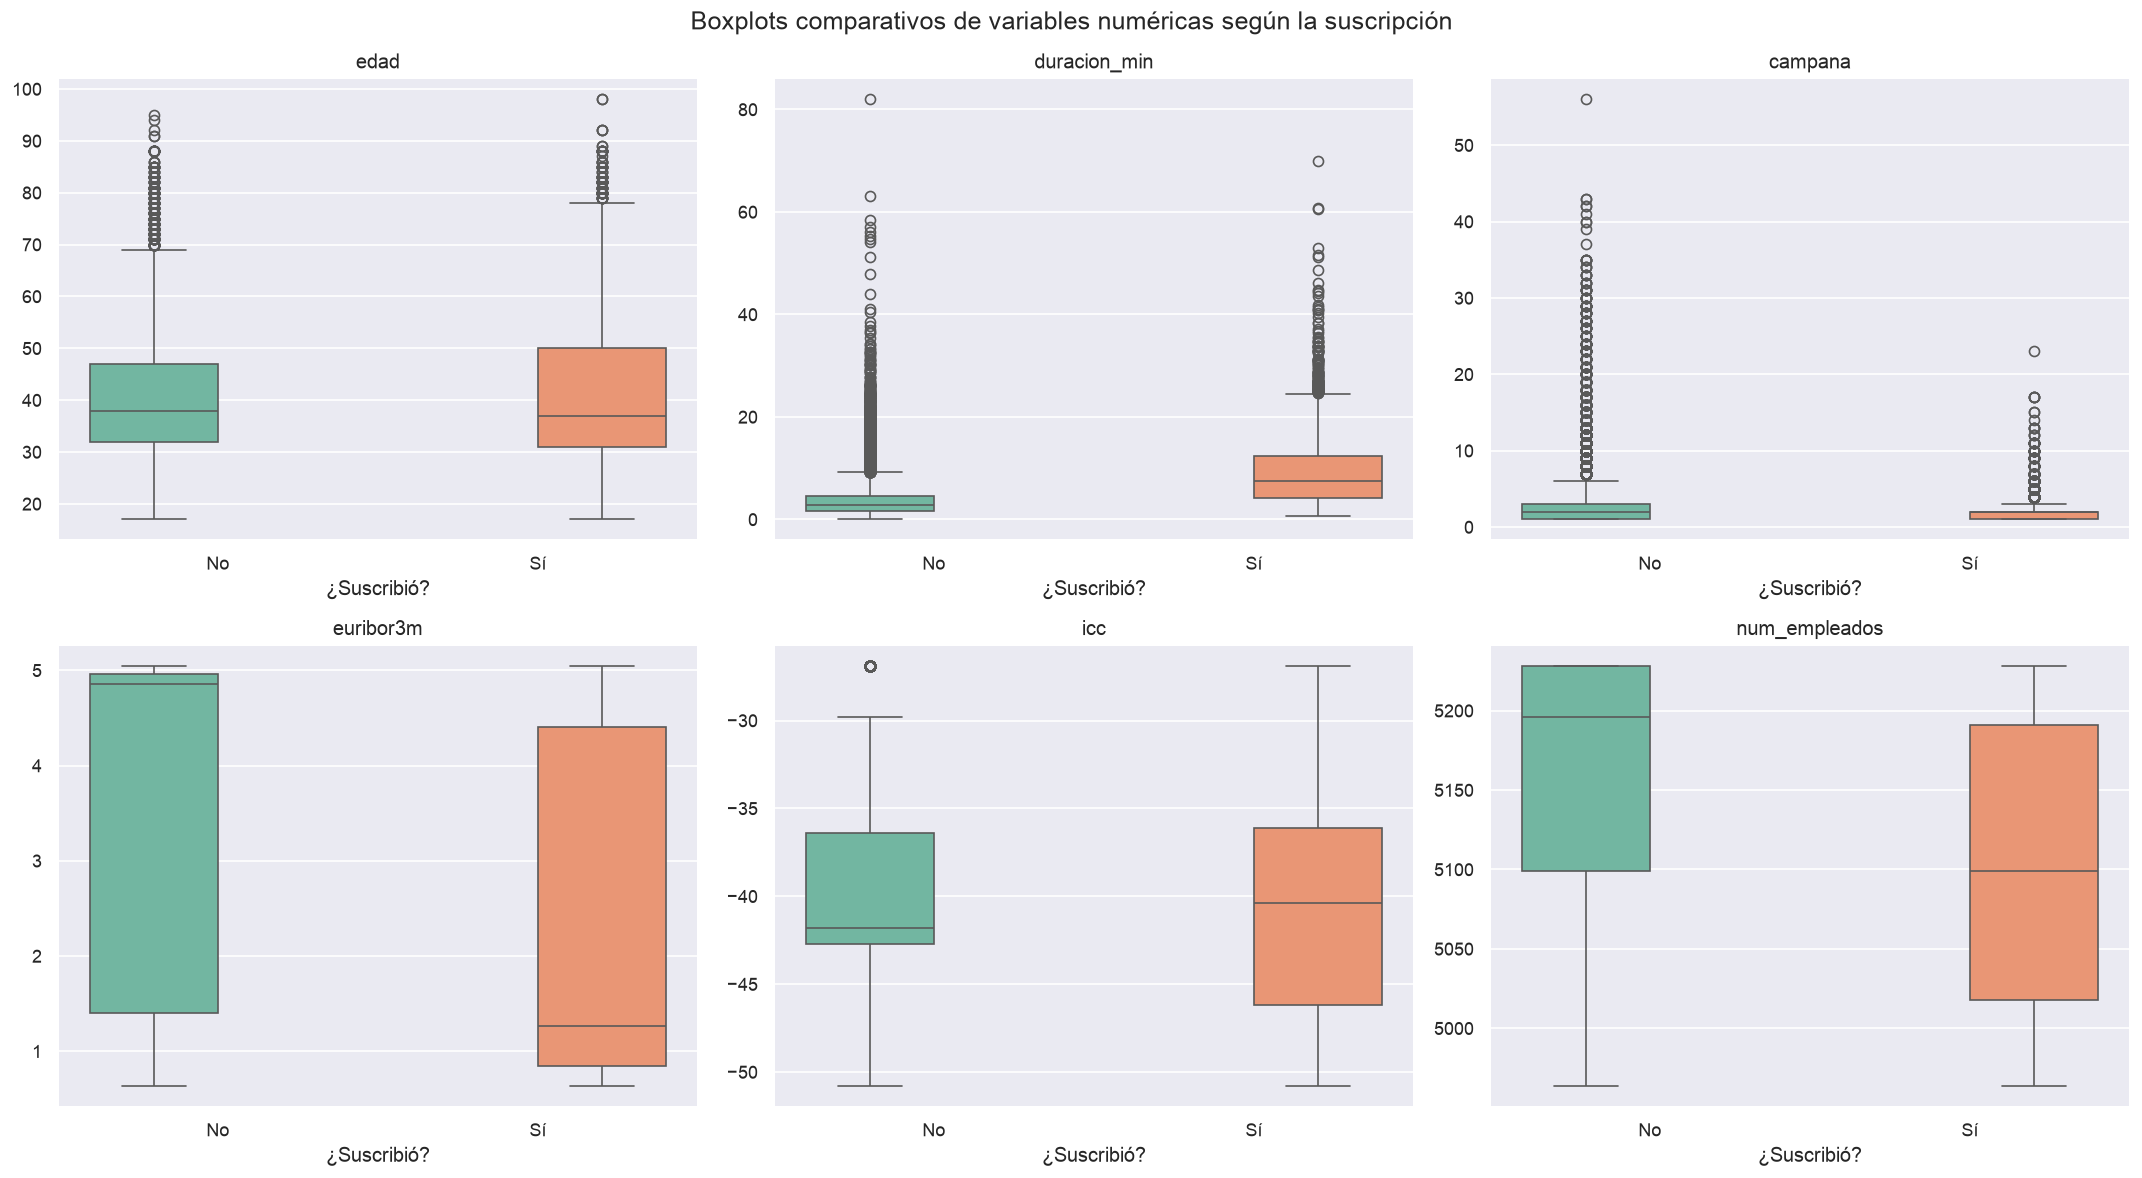 Boxplots comparativos de variables numéricas según la suscripción
edad
100
90
80
70
60
50
40
30
20
No Sí
¿Suscribió?
duracion_min
80
60
40
20
0
No Sí
¿Suscribió?
campana
50
40
30
20
10
0
No Sí
¿Suscribió?
euribor3m
5
4
3
2
1
No Sí
¿Suscribió?
icc
−30
−35
−40
−45
−50
No Sí
¿Suscribió?
num_empleados
5200
5150
5100
5050
5000
No Sí
¿Suscribió?